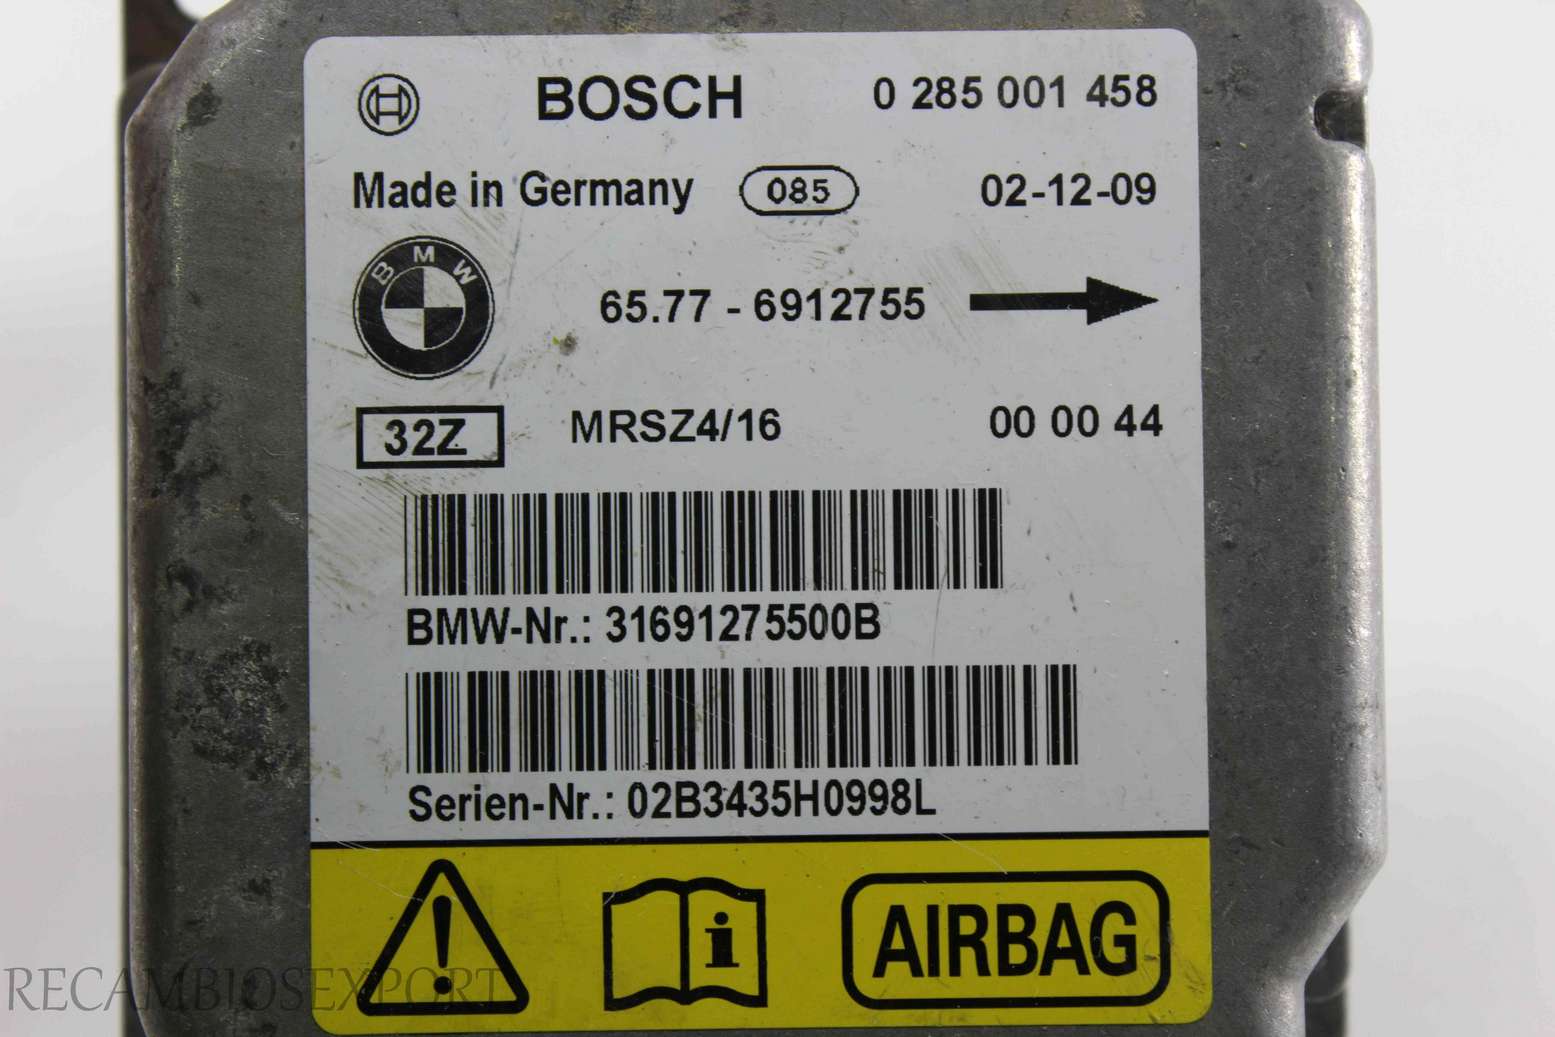 BOSCH 0 285 001 458
Made in Germany 085 02-12-09
BMW
65.77 - 6912755
32Z MRSZ4/16 00 00 44
BMW-Nr.: 31691275500B
Serien-Nr.: 02B3435H0998L
i AIRBAG
RECAMBIOSEXPORT